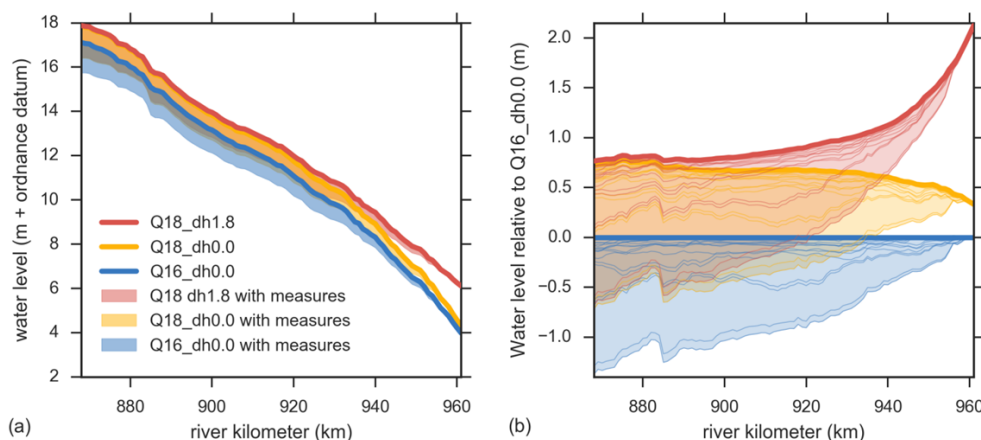 18
16
14
12
10
8
6
4
2
water level (m + ordnance datum)
Q18_dh1.8
Q18_dh0.0
Q16_dh0.0
Q18 dh1.8 with measures
Q18_dh0.0 with measures
Q16_dh0.0 with measures
880 900 920 940 960
(a) river kilometer (km)
2.0
1.5
1.0
0.5
0.0
−0.5
−1.0
Water level relative to Q16_dh0.0 (m)
880 900 920 940 960
(b) river kilometer (km)